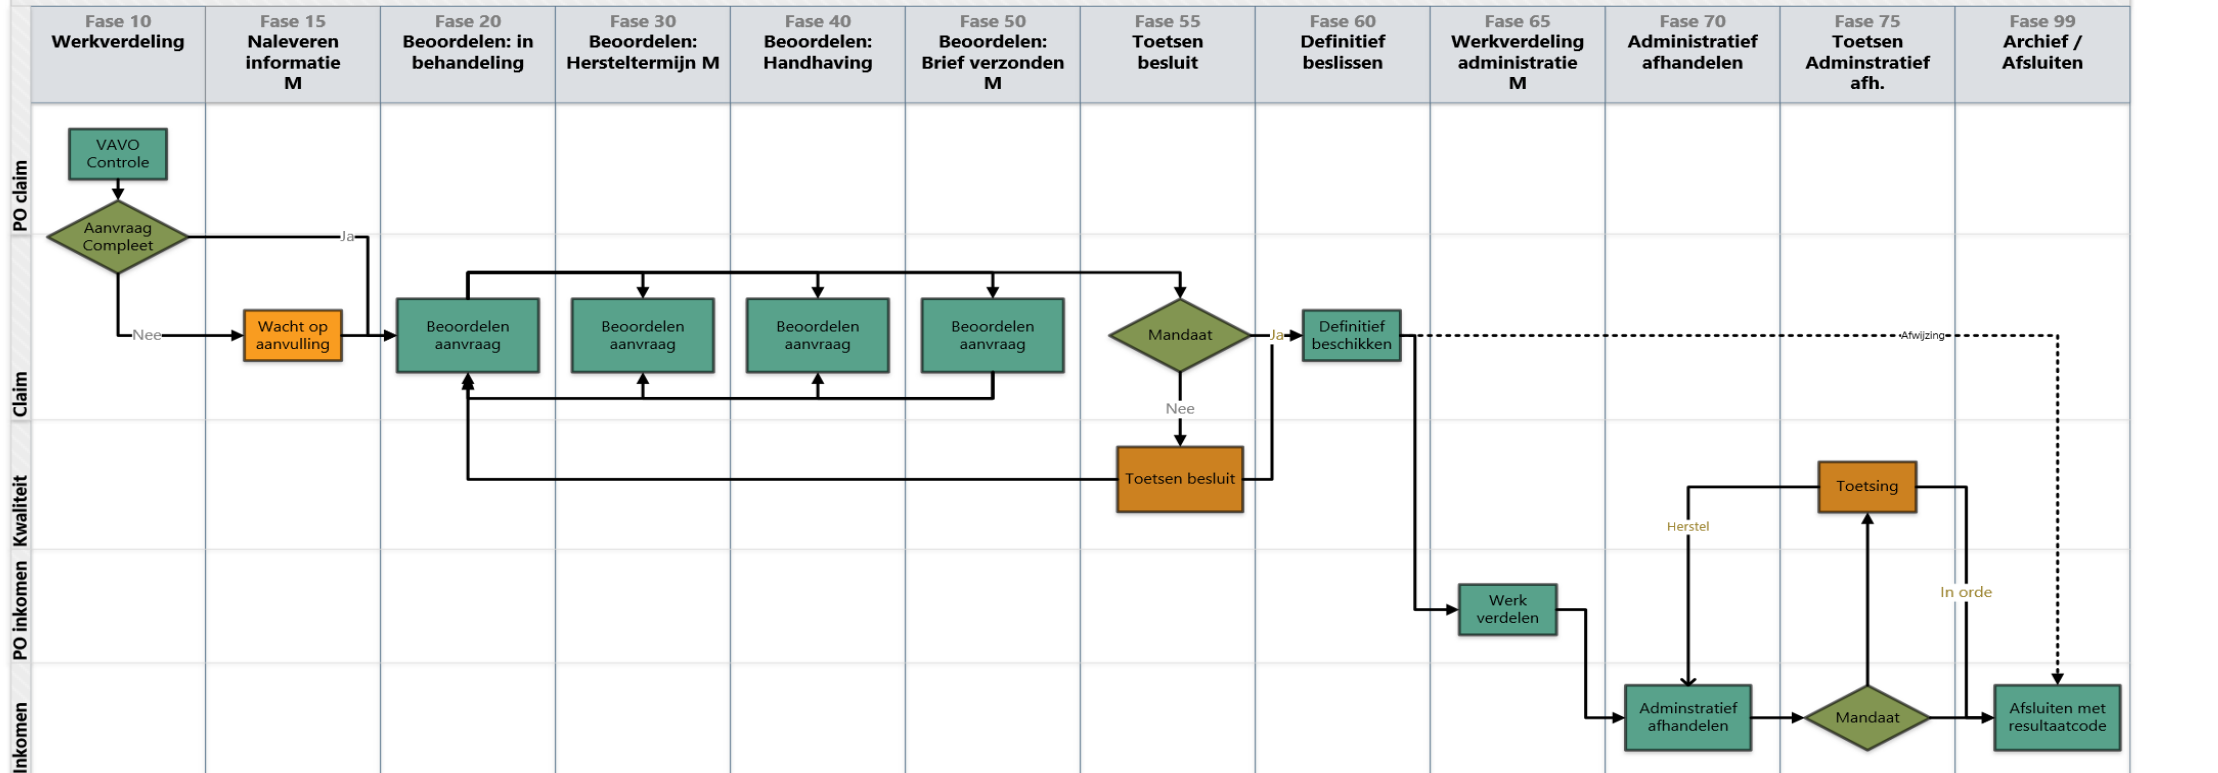 Fase 10
Werkverdeling
Fase 15
Naleveren
informatie
M
Fase 20
Beoordelen: in
behandeling
Fase 30
Beoordelen:
Hersteltermijn M
Fase 40
Beoordelen:
Handhaving
Fase 50
Beoordelen:
Brief verzonden
M
Fase 55
Toetsen
besluit
Fase 60
Definitief
beslissen
Fase 65
Werkverdeling
administratie
M
Fase 70
Administratief
afhandelen
Fase 75
Toetsen
Adminstratief
afh.
Fase 99
Archief /
Afsluiten
PO claim
VAVO
Controle
Aanvraag
Compleet
Ja
Claim
Nee
Wacht op
aanvulling
Beoordelen
aanvraag
Beoordelen
aanvraag
Beoordelen
aanvraag
Beoordelen
aanvraag
Mandaat
Ja
Definitief
beschikken
Afwijzing
Nee
Kwaliteit
Toetsen besluit
Toetsing
Herstel
PO inkomen
Werk
verdelen
In orde
Inkomen
Adminstratief
afhandelen
Mandaat
Afsluiten met
resultaatcode